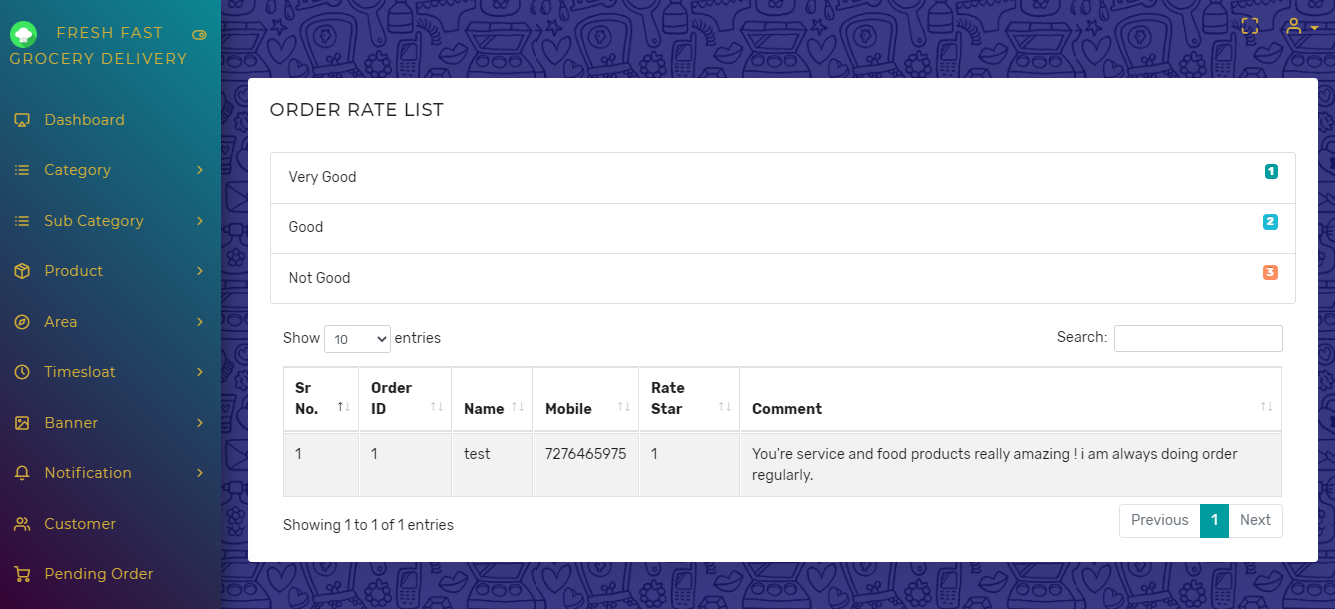 FRESH FAST
GROCERY DELIVERY
Dashboard
Category
Sub Category
Product
Area
Timesloat
Banner
Notification
Customer
Pending Order
ORDER RATE LIST
Very Good 1
Good 2
Not Good 3
Show 10 entries Search:
Sr No. Order ID Name Mobile Rate Star Comment
1 1 test 7276465975 1 You're service and food products really amazing ! i am always doing order
regularly.
Showing 1 to 1 of 1 entries Previous 1 Next